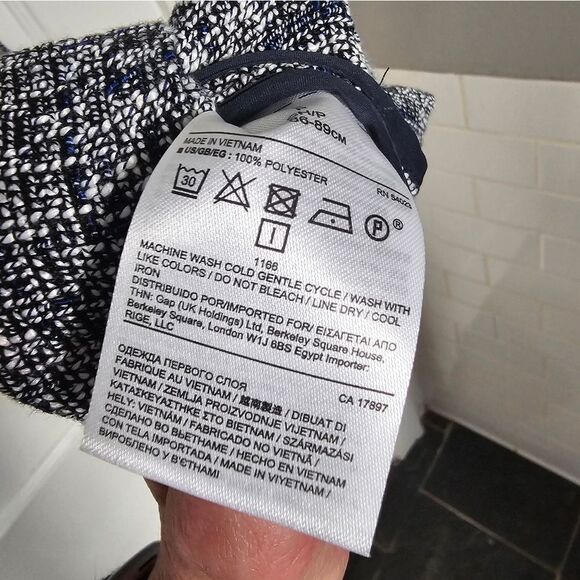 /P
-89CM
MADE IN VIETNAM
US/GB/EG : 100% POLYESTER
RN 54023
30
P ®
1166
MACHINE WASH COLD GENTLE CYCLE / WASH WITH
LIKE COLORS / DO NOT BLEACH / LINE DRY / COOL
IRON
DISTRIBUIDO POR/IMPORTED FOR/ ΕΙΣΑΓΕΤΑΙ ΑΠΟ
THN: Gap (UK Holdings) Ltd, Berkeley Square House,
Berkeley Square, London W1J 6BS Egypt Importer:
RIGE, LLC
CA 17897
ОДЕЖДА ПЕРВОГО СЛОЯ
FABRIQUE AU VIETNAM / 越南製造 / DIBUAT DI
VIETNAM / ZEMLJA PROIZVODNJE VIJETNAM /
ΚΑΤΑΣΚΕΥΑΣΤΗΚΕ ΣΤΟ ΒΙΕΤΝΑΜ / SZÁRMAZÁSI
HELY: VIETNAM / FABRICADO NO VIETNÃ /
СДЕЛАНО ВО ВЬЕТНАМЕ / HECHO EN VIETNAM
CON TELA IMPORTADA / MADE IN VIYETNAM /
ВИРОБЛЕНО У В'ЄТНАМІ